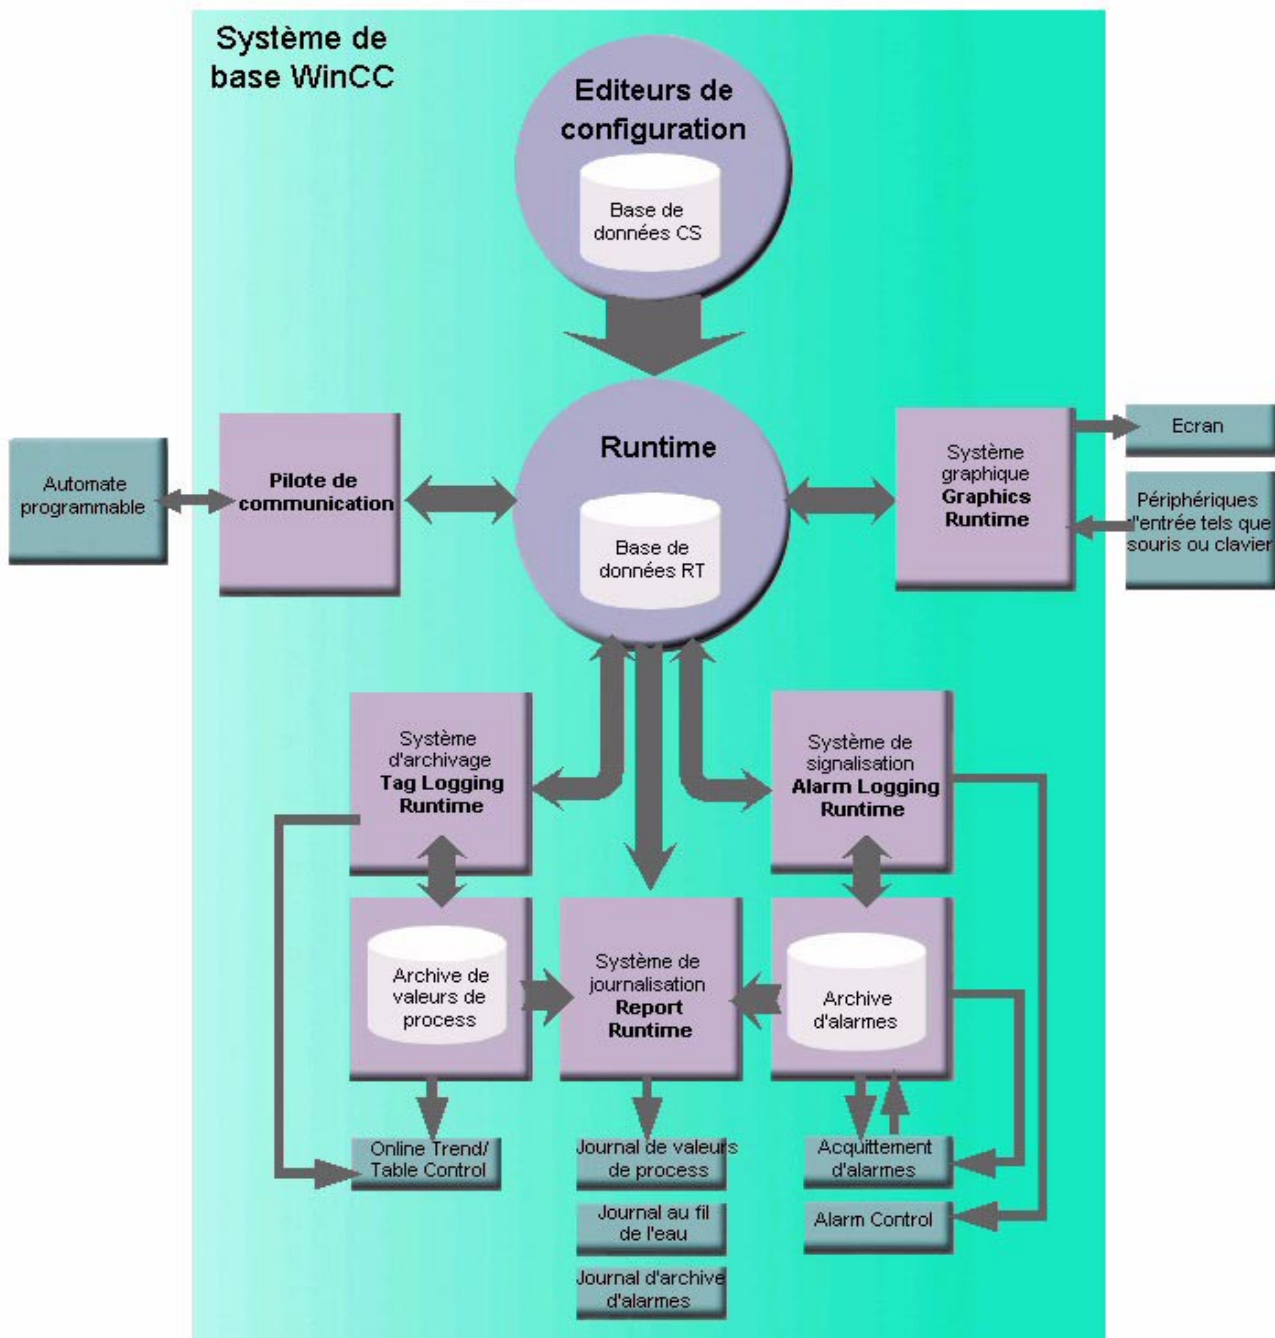 Système de
base WinCC
Editeurs de
configuration
Base de
données CS
Runtime
Base de
données RT
Automate
programmable
Pilote de
communication
Système
graphique
Graphics
Runtime
Ecran
Périphériques
d'entrée tels que
souris ou clavier
Système
d'archivage
Tag Logging
Runtime
Système de
signalisation
Alarm Logging
Runtime
Archive de
valeurs de
process
Système de
journalisation
Report
Runtime
Archive
d'alarmes
Online Trend/
Table Control
Journal de valeurs
de process
Acquittement
d'alarmes
Journal au fil
de l'eau
Alarm Control
Journal d'archive
d'alarmes